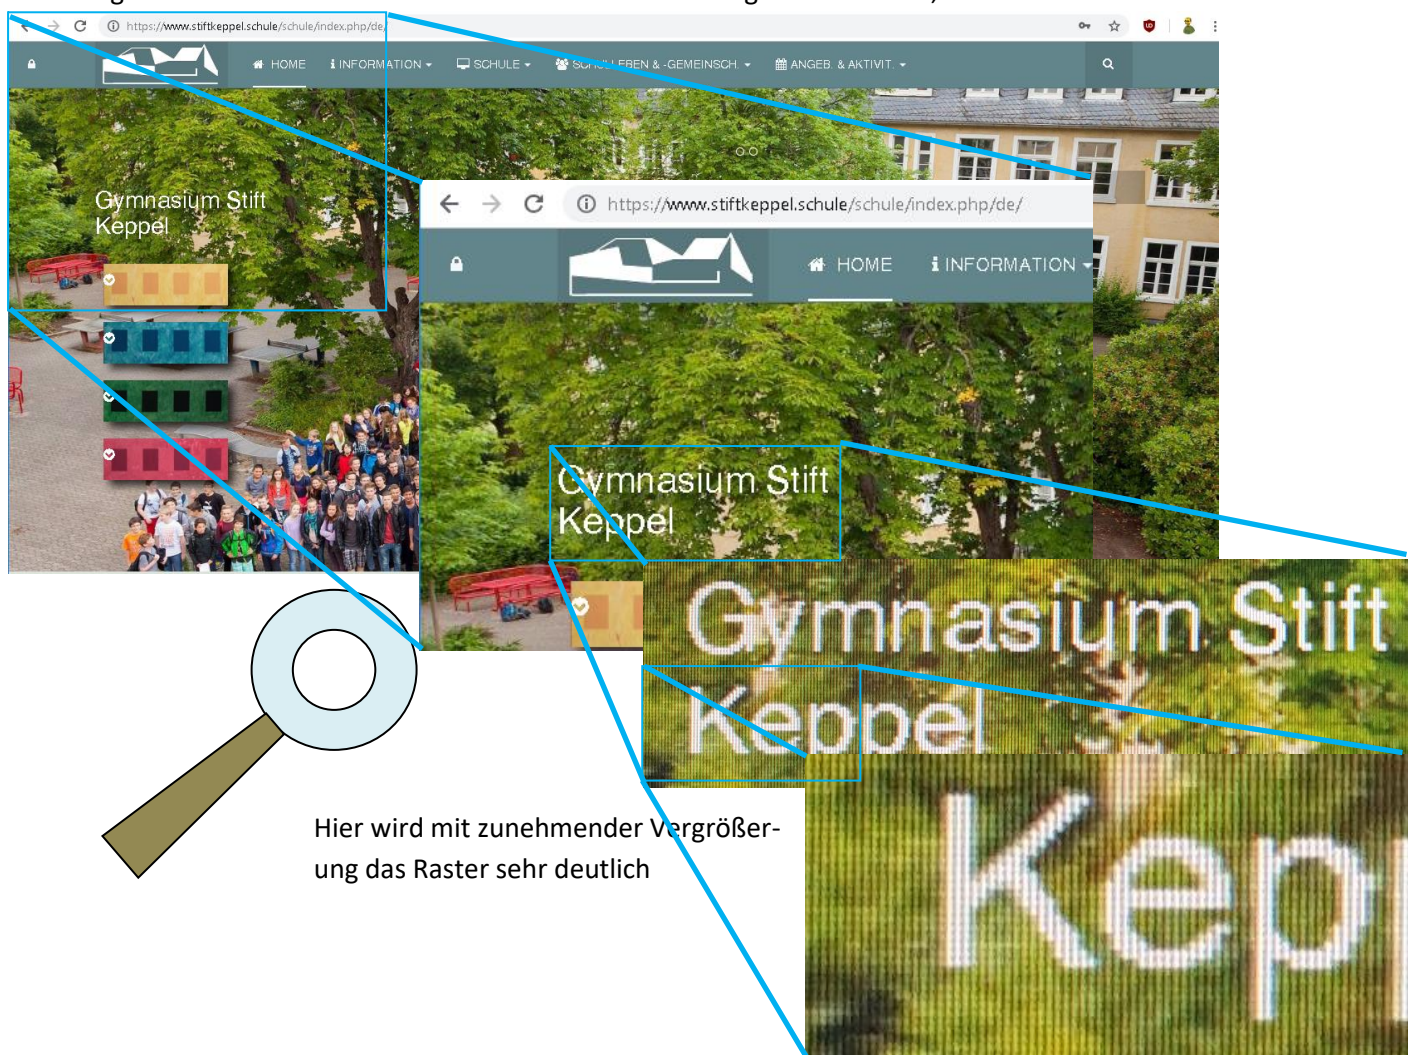 https://www.stiftkeppel.schule/schule/index.php/de/
HOME INFORMATION SCHULE SCHULLEBEN & -GEMEINSCH. ANGEB. & AKTIVIT.
Gymnasium Stift
Keppel
https://www.stiftkeppel.schule/schule/index.php/de/
HOME INFORMATION
Gymnasium Stift
Keppel
Gymnasium Stift
Keppel
Kep
Hier wird mit zunehmender Vergrößer-
ung das Raster sehr deutlich